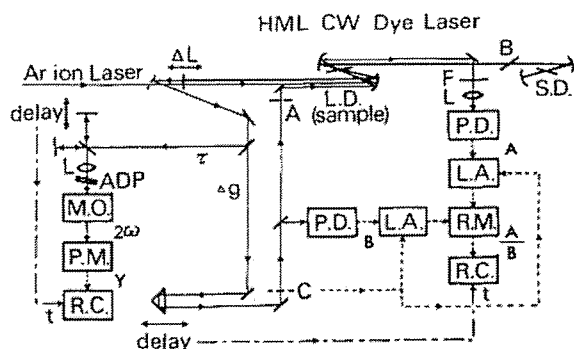 HML CW Dye Laser
ΔL
B
Ar ion Laser
A
L.D.
(sample)
F
L
S.D.
delay
P.D.
A
L
τ
ADP
L.A.
Δg
M.O.
P.D.
B
L.A.
R.M.
A
B
2ω
P.M.
Y
C
R.C.
t
R.C.
t
delay